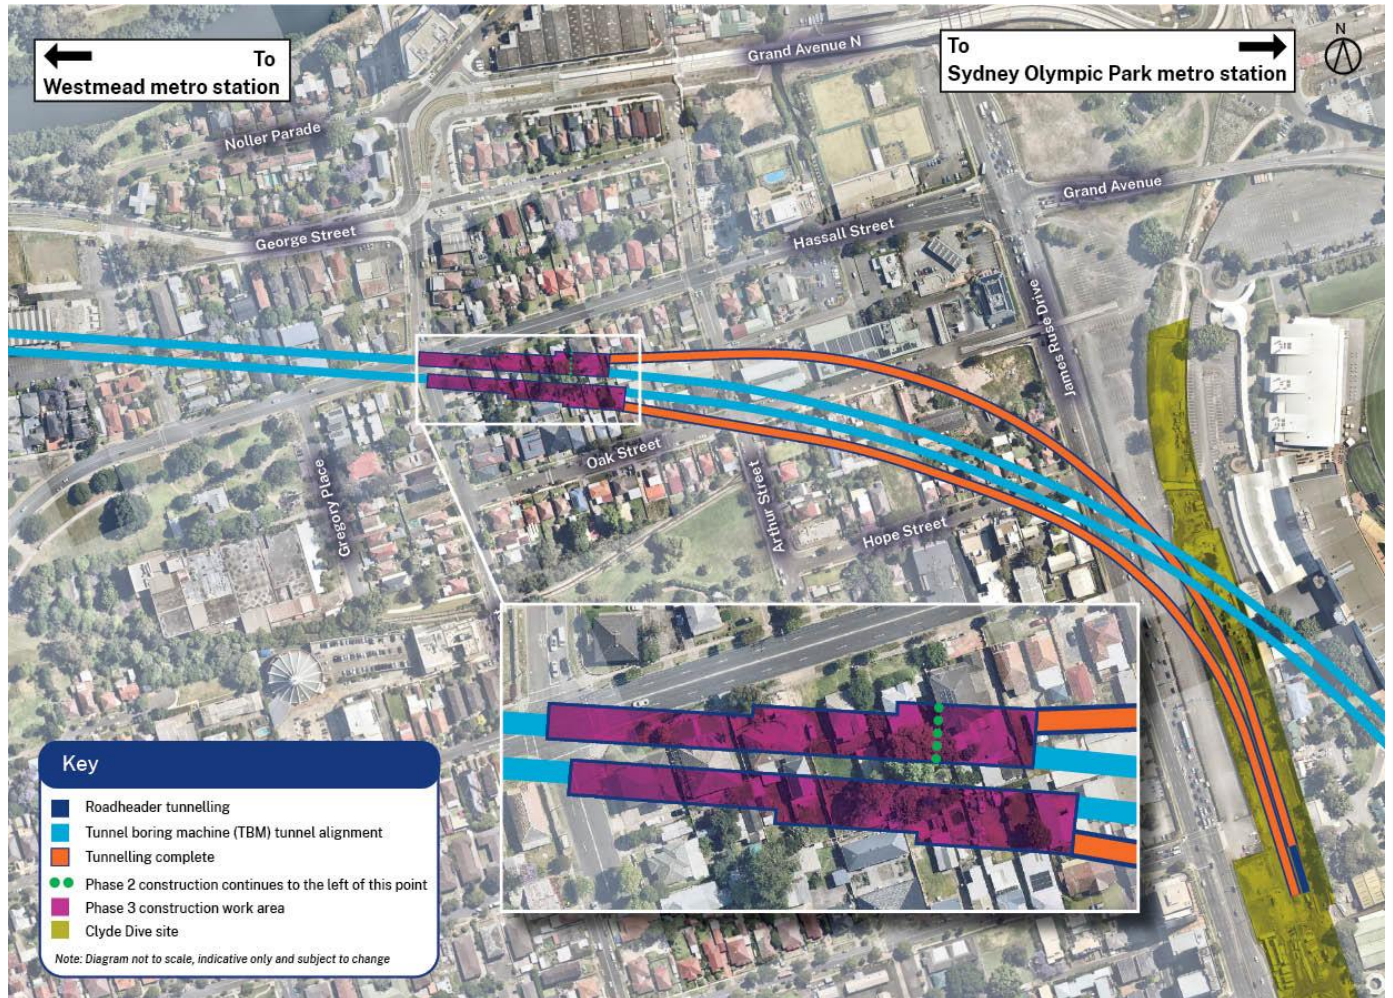 To
Westmead metro station
To
Sydney Olympic Park metro station
N
Grand Avenue N
Noller Parade
Grand Avenue
George Street
Hassall Street
James Ruse Drive
Oak Street
Gregory Place
Arthur Street
Hope Street
Key
Roadheader tunnelling
Tunnel boring machine (TBM) tunnel alignment
Tunnelling complete
Phase 2 construction continues to the left of this point
Phase 3 construction work area
Clyde Dive site
Note: Diagram not to scale, indicative only and subject to change